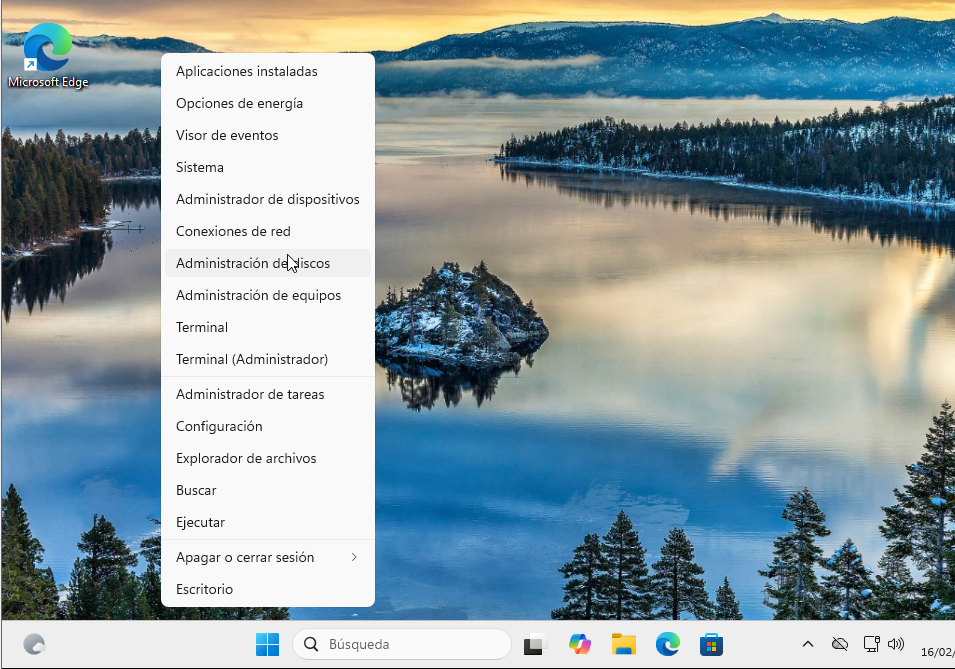 Microsoft Edge
Aplicaciones instaladas
Opciones de energía
Visor de eventos
Sistema
Administrador de dispositivos
Conexiones de red
Administración de discos
Administración de equipos
Terminal
Terminal (Administrador)
Administrador de tareas
Configuración
Explorador de archivos
Buscar
Ejecutar
Apagar o cerrar sesión
Escritorio
Búsqueda
16/02/